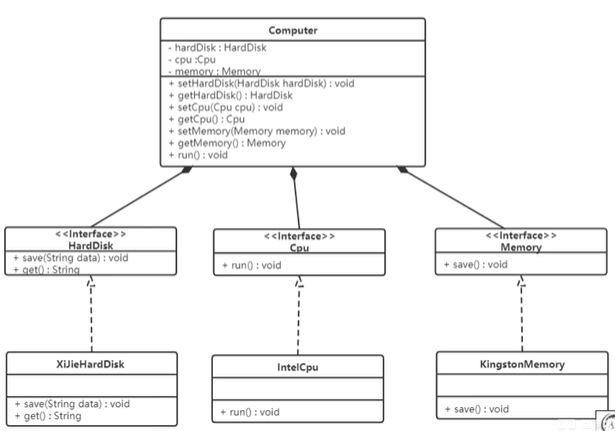 Computer
- hardDisk : HardDisk
- cpu :Cpu
- memory : Memory
+ setHardDisk(HardDisk hardDisk) : void
+ getHardDisk() : HardDisk
+ setCpu(Cpu cpu) : void
+ getCpu() : Cpu
+ setMemory(Memory memory) : void
+ getMemory() : Memory
+ run() : void
<<Interface>>
HardDisk
+ save(String data) : void
+ get() : String
<<Interface>>
Cpu
+ run() : void
<<Interface>>
Memory
+ save() : void
XiJieHardDisk
+ save(String data) : void
+ get() : String
IntelCpu
+ run() : void
KingstonMemory
+ save() : void